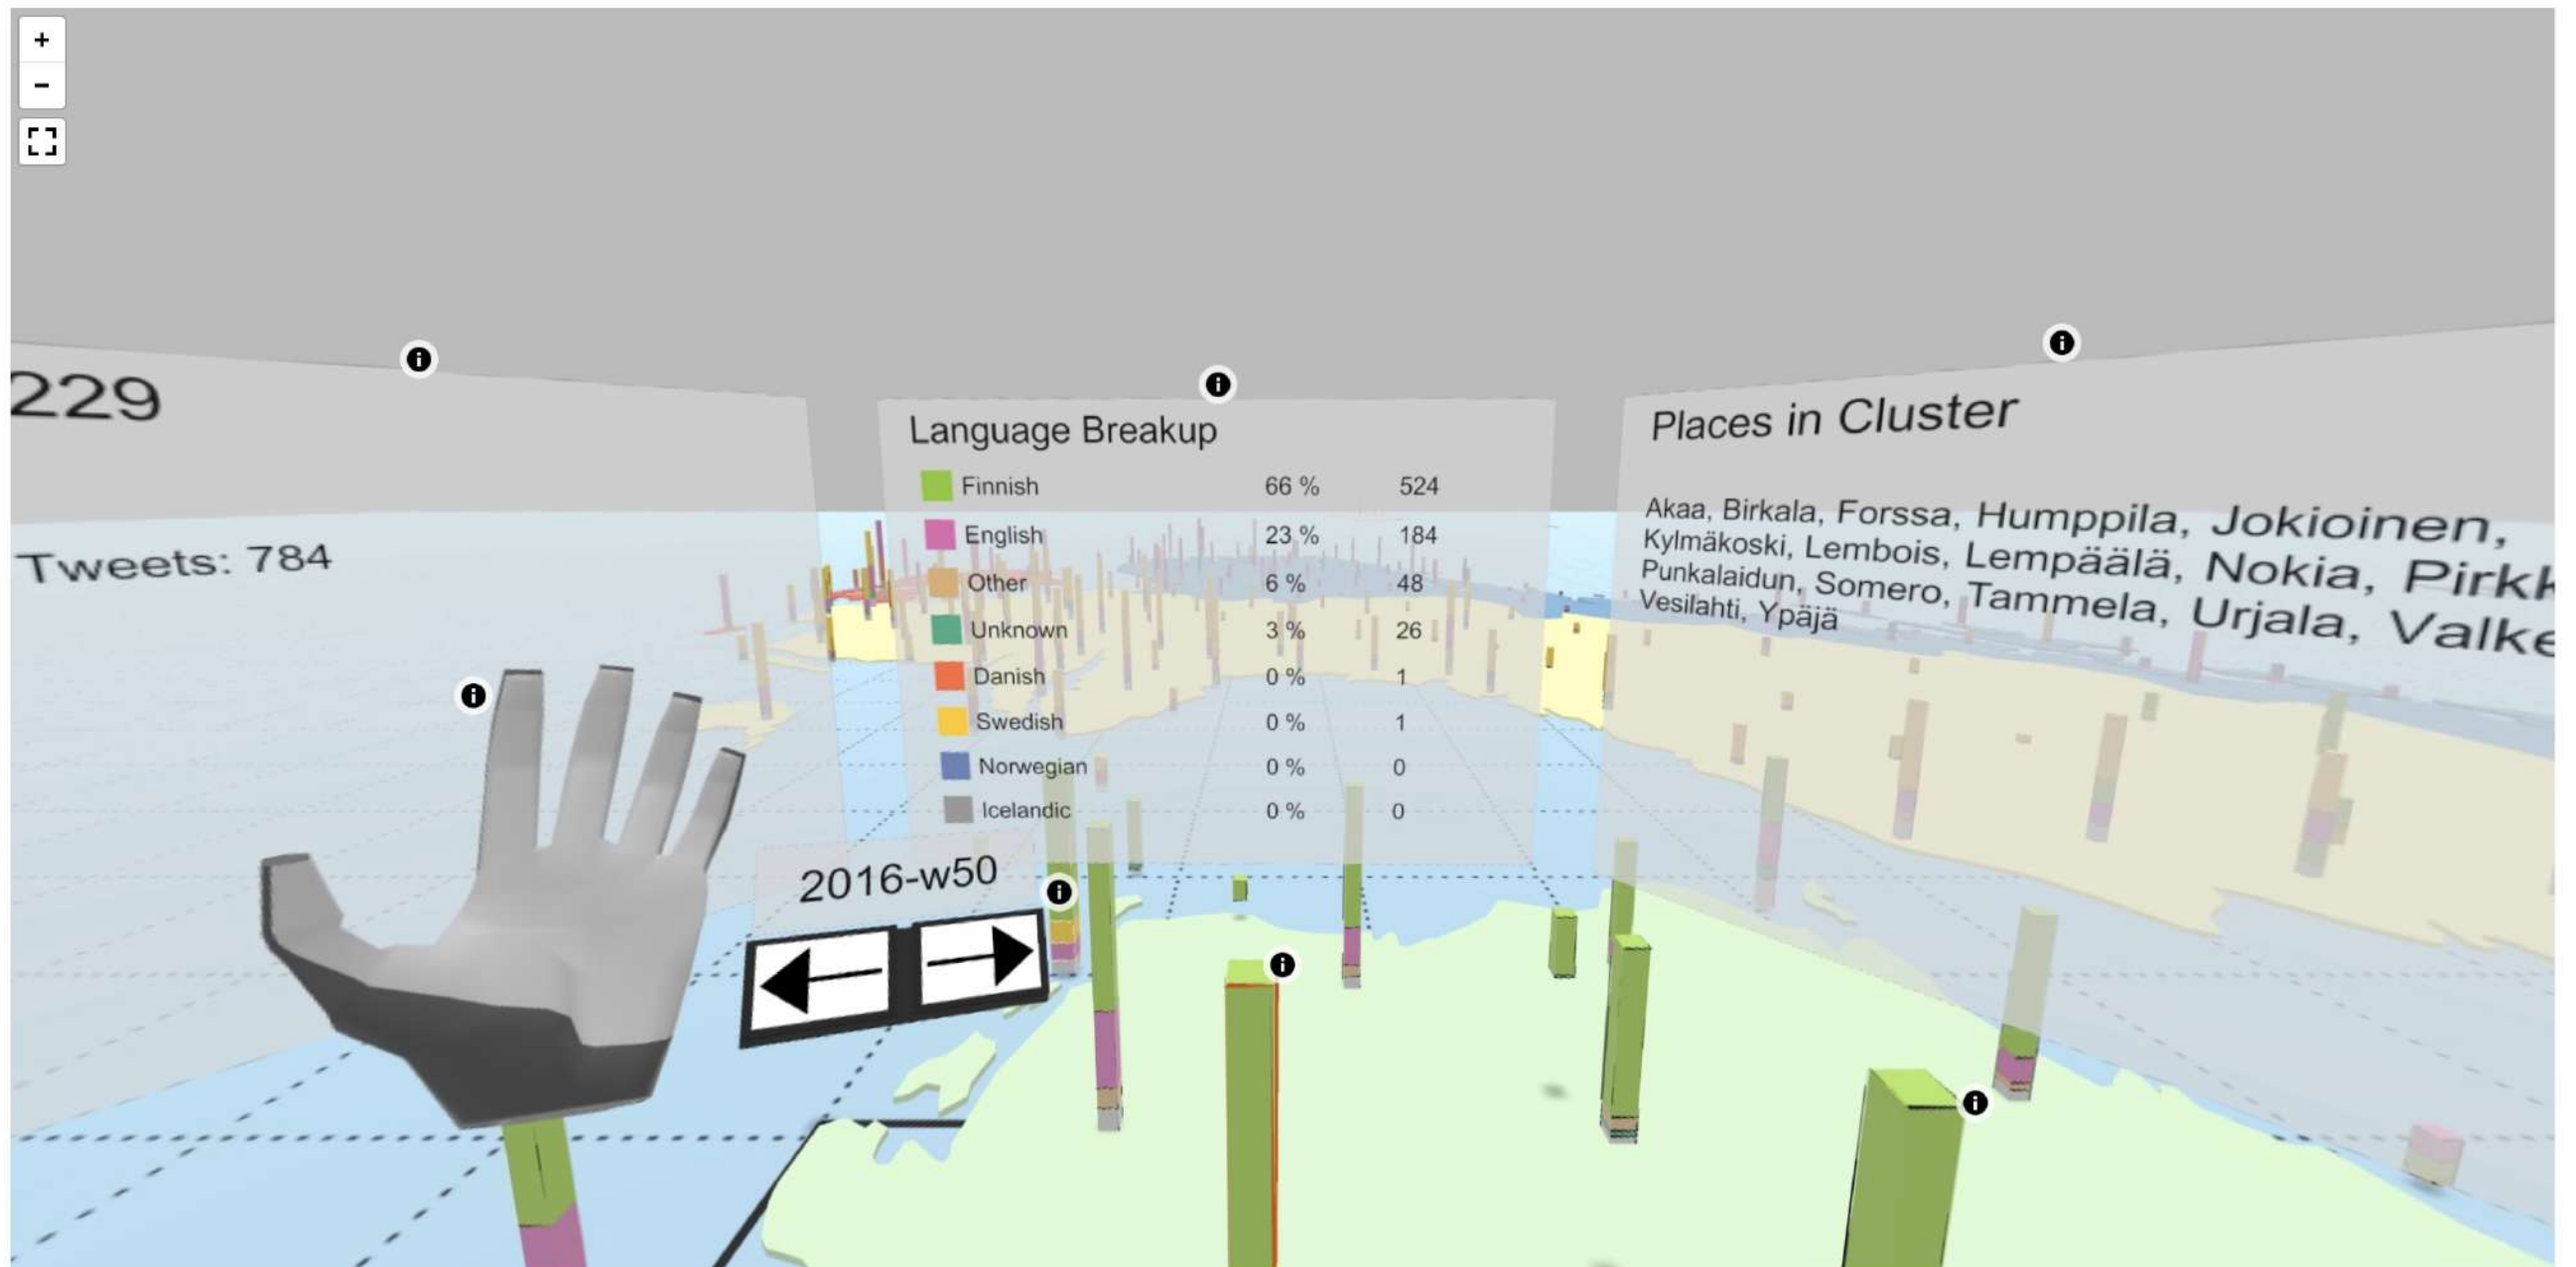 229
Tweets: 784
Language Breakup
Finnish 66 % 524
English 23 % 184
Other 6 % 48
Unknown 3 % 26
Danish 0 % 1
Swedish 0 % 1
Norwegian 0 % 0
Icelandic 0 % 0
Places in Cluster
Akaa, Birkala, Forssa, Humppila, Jokioinen,
Kylmäkoski, Lembois, Lempäälä, Nokia, Pirkk
Punkalaidun, Somero, Tammela, Urjala, Valke
Vesilahti, Ypäjä
2016-w50